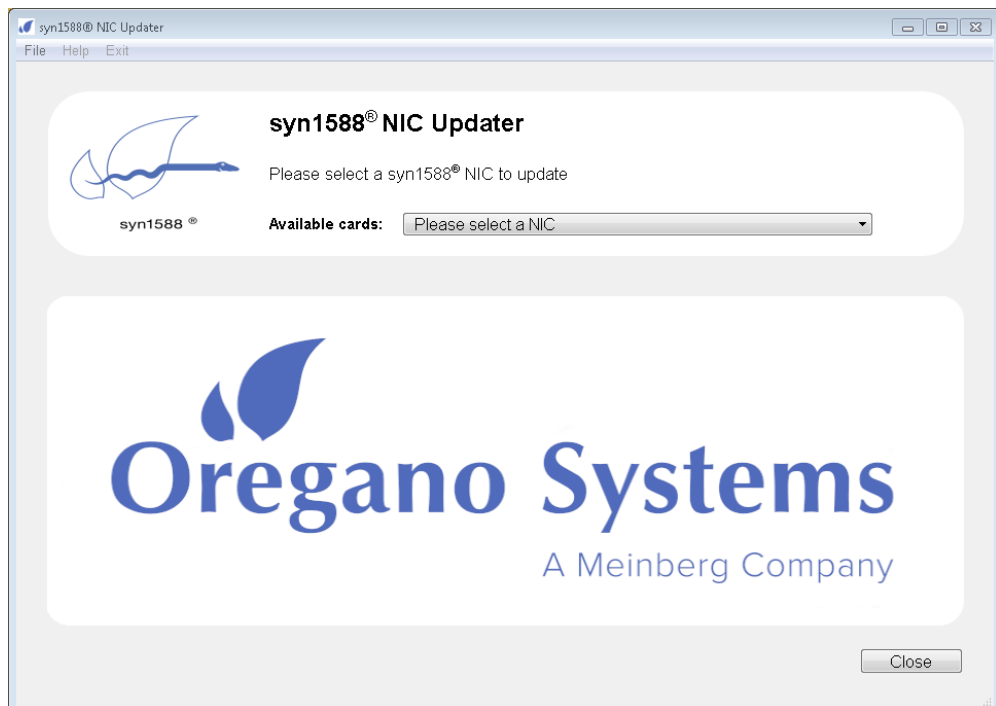 syn1588® NIC Updater
File Help Exit
syn1588® NIC Updater
Please select a syn1588® NIC to update
syn1588 ®
Available cards: Please select a NIC
Oregano Systems
A Meinberg Company
Close